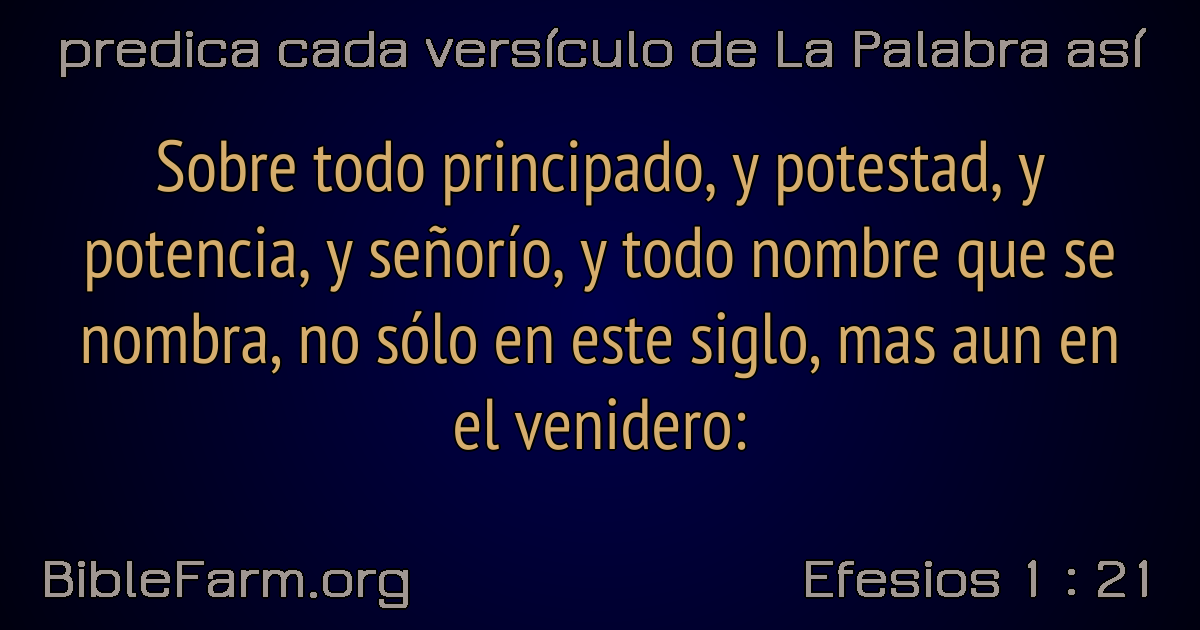 predica cada versículo de La Palabra así
Sobre todo principado, y potestad, y
potencia, y señorío, y todo nombre que se
nombra, no sólo en este siglo, mas aun en
el venidero:
BibleFarm.org
Efesios 1 : 21